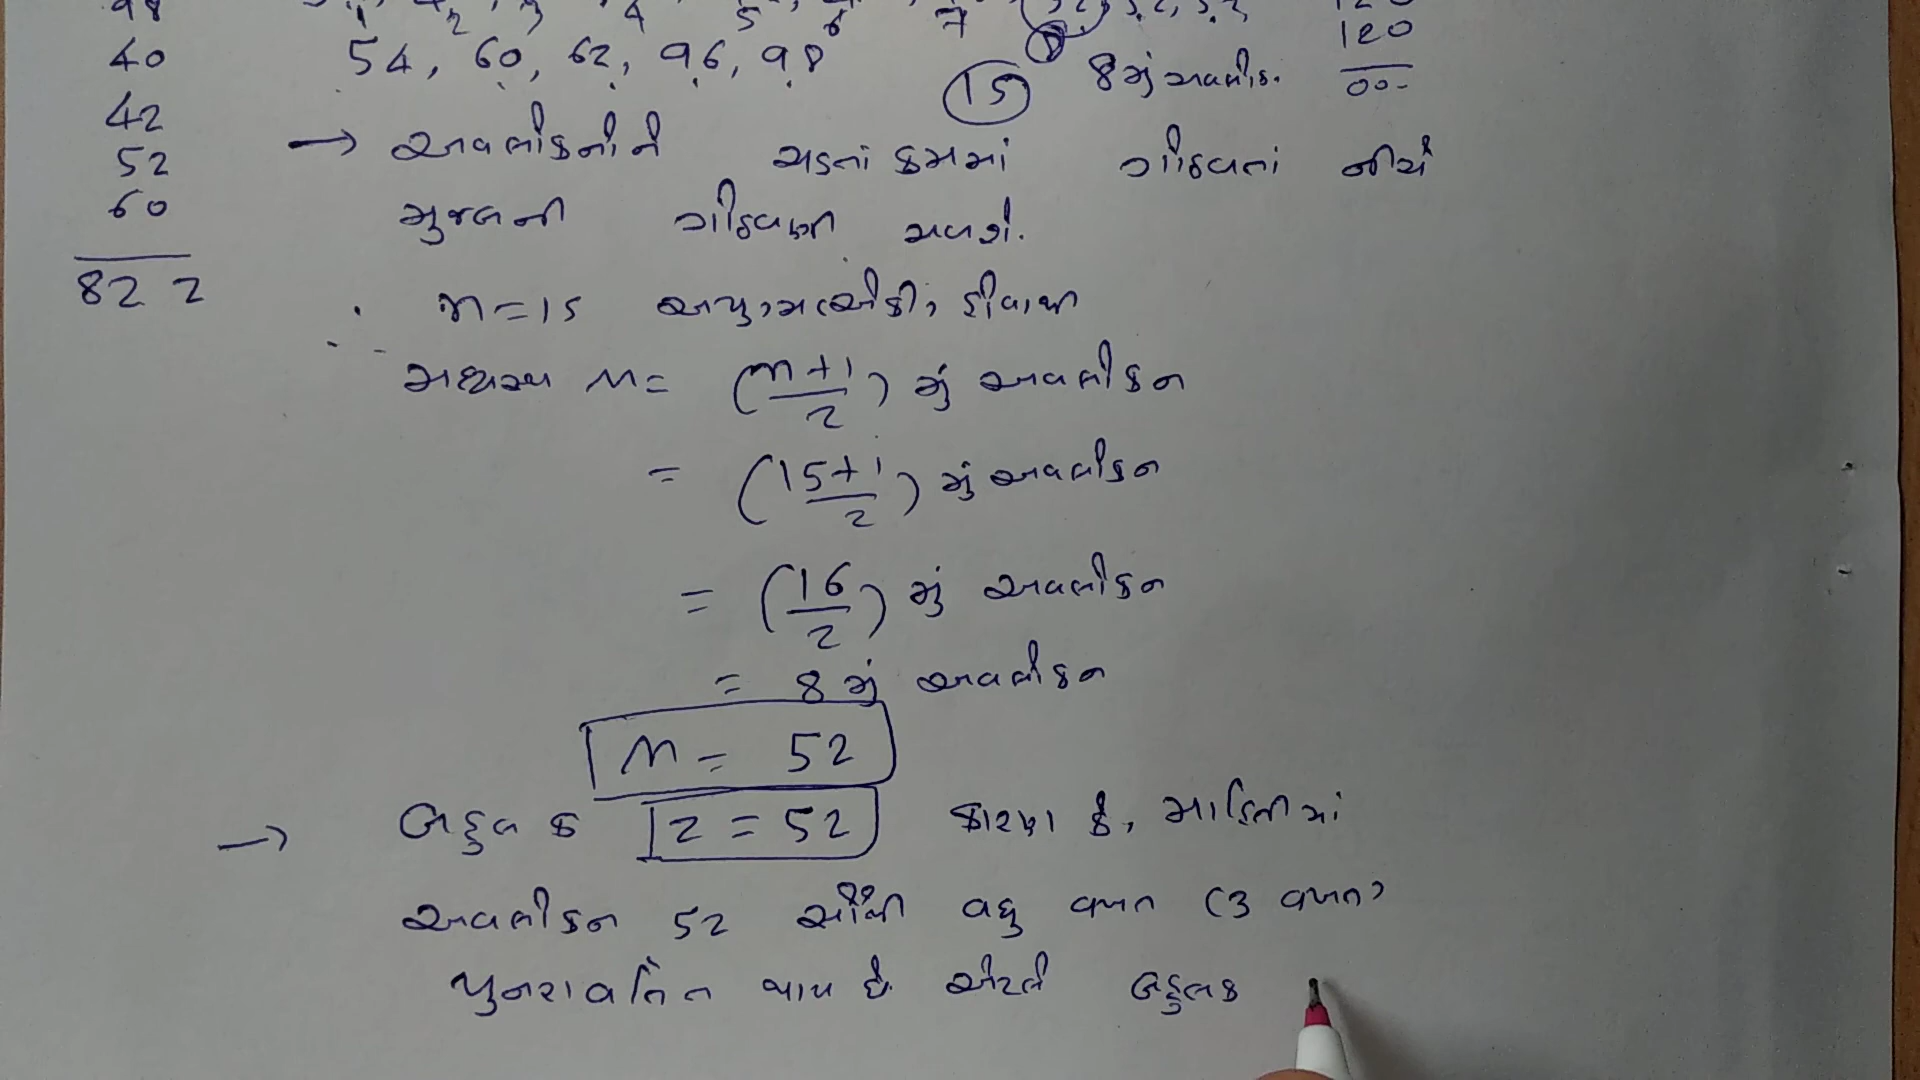 98
40
42
52
60
822
54, 60, 62, 96, 98
15
8મું અવલોક.
120
00-
→ અવલોકનોને ચડતાં ક્રમમાં ગોઠવતાં નીચે
મુજબની ગોઠવણી મળશે.
∴ n=15 અયુગ્મ(એકી) હોવાથી
મધ્યસ્થ M= (n+1/2) મું અવલોકન
= (15+1/2) મું અવલોકન
= (16/2) મું અવલોકન
= 8 મું અવલોકન
M = 52
→ બહુલક Z = 52 કારણ કે, માહિતીમાં
અવલોકન 52 સૌથી વધુ વખત (3 વખત)
પુનરાવર્તિત થાય છે એટલે બહુલક